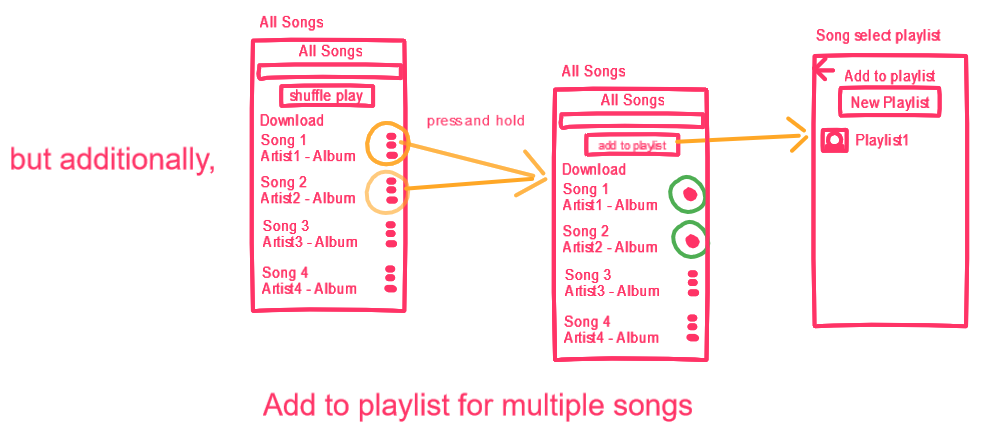 but additionally,
All Songs
All Songs
shuffle play
Download
Song 1
Artist1 - Album
Song 2
Artist2 - Album
Song 3
Artist3 - Album
Song 4
Artist4 - Album
press and hold
All Songs
All Songs
add to playlist
Download
Song 1
Artist1 - Album
Song 2
Artist2 - Album
Song 3
Artist3 - Album
Song 4
Artist4 - Album
Song select playlist
Add to playlist
New Playlist
Playlist1
Add to playlist for multiple songs